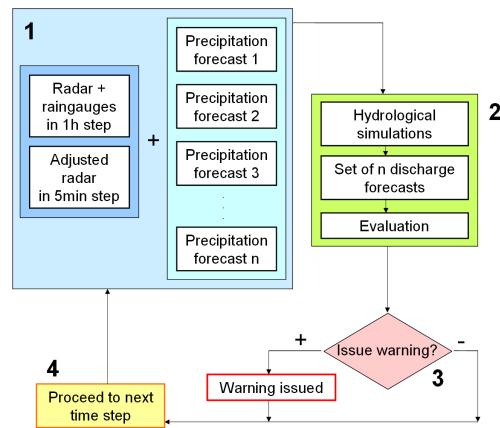 1
Radar +
raingauges
in 1h step
Adjusted
radar
in 5min step
+
Precipitation
forecast 1
Precipitation
forecast 2
Precipitation
forecast 3
.
.
.
Precipitation
forecast n
2
Hydrological
simulations
Set of n discharge
forecasts
Evaluation
Issue warning?
3
+
-
Warning issued
4
Proceed to next
time step